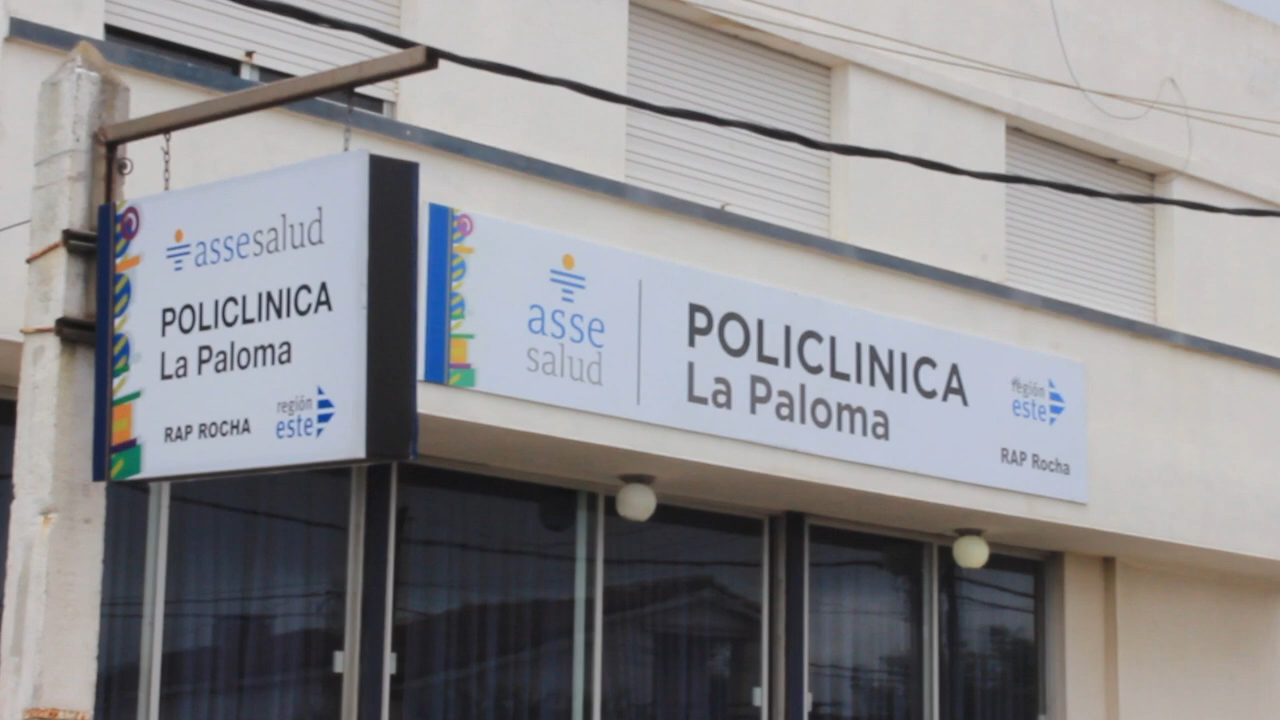 assesalud
POLICLINICA
La Paloma
RAP ROCHA
región
este
asse
salud
POLICLINICA
La Paloma
región
este
RAP Rocha